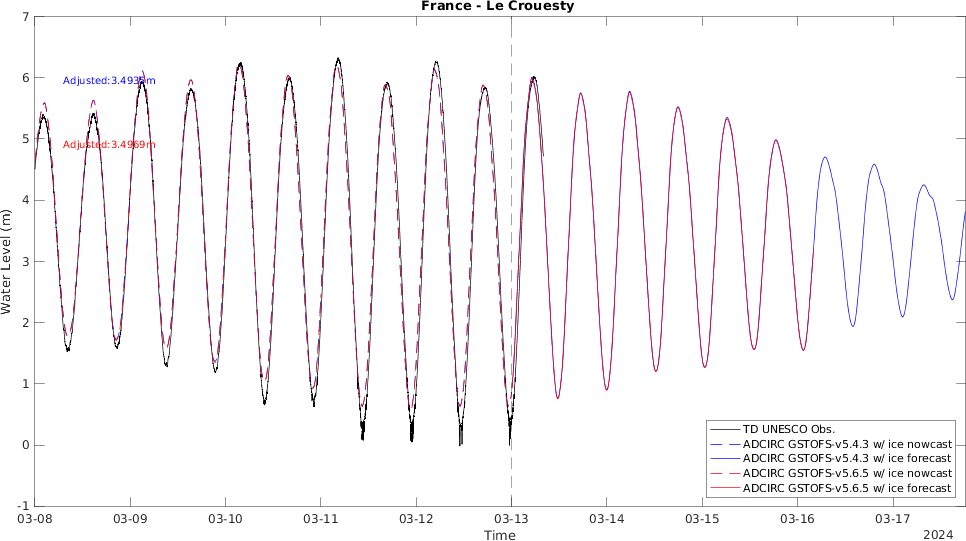 France - Le Crouesty
7
6
5
4
3
2
1
0
-1
Water Level (m)
Adjusted:3.4935m
Adjusted:3.4969m
TD UNESCO Obs.
ADCIRC GSTOFS-v5.4.3 w/ ice nowcast
ADCIRC GSTOFS-v5.4.3 w/ ice forecast
ADCIRC GSTOFS-v5.6.5 w/ ice nowcast
ADCIRC GSTOFS-v5.6.5 w/ ice forecast
03-08 03-09 03-10 03-11 03-12 03-13 03-14 03-15 03-16 03-17
Time
2024